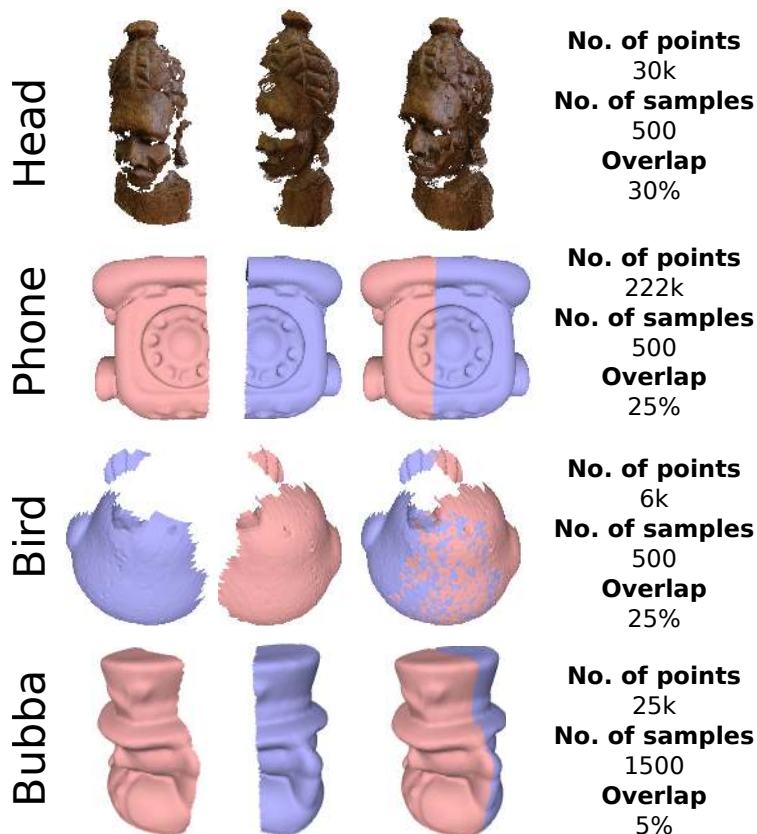 Head
No. of points
30k
No. of samples
500
Overlap
30%
Phone
No. of points
222k
No. of samples
500
Overlap
25%
Bird
No. of points
6k
No. of samples
500
Overlap
25%
Bubba
No. of points
25k
No. of samples
1500
Overlap
5%